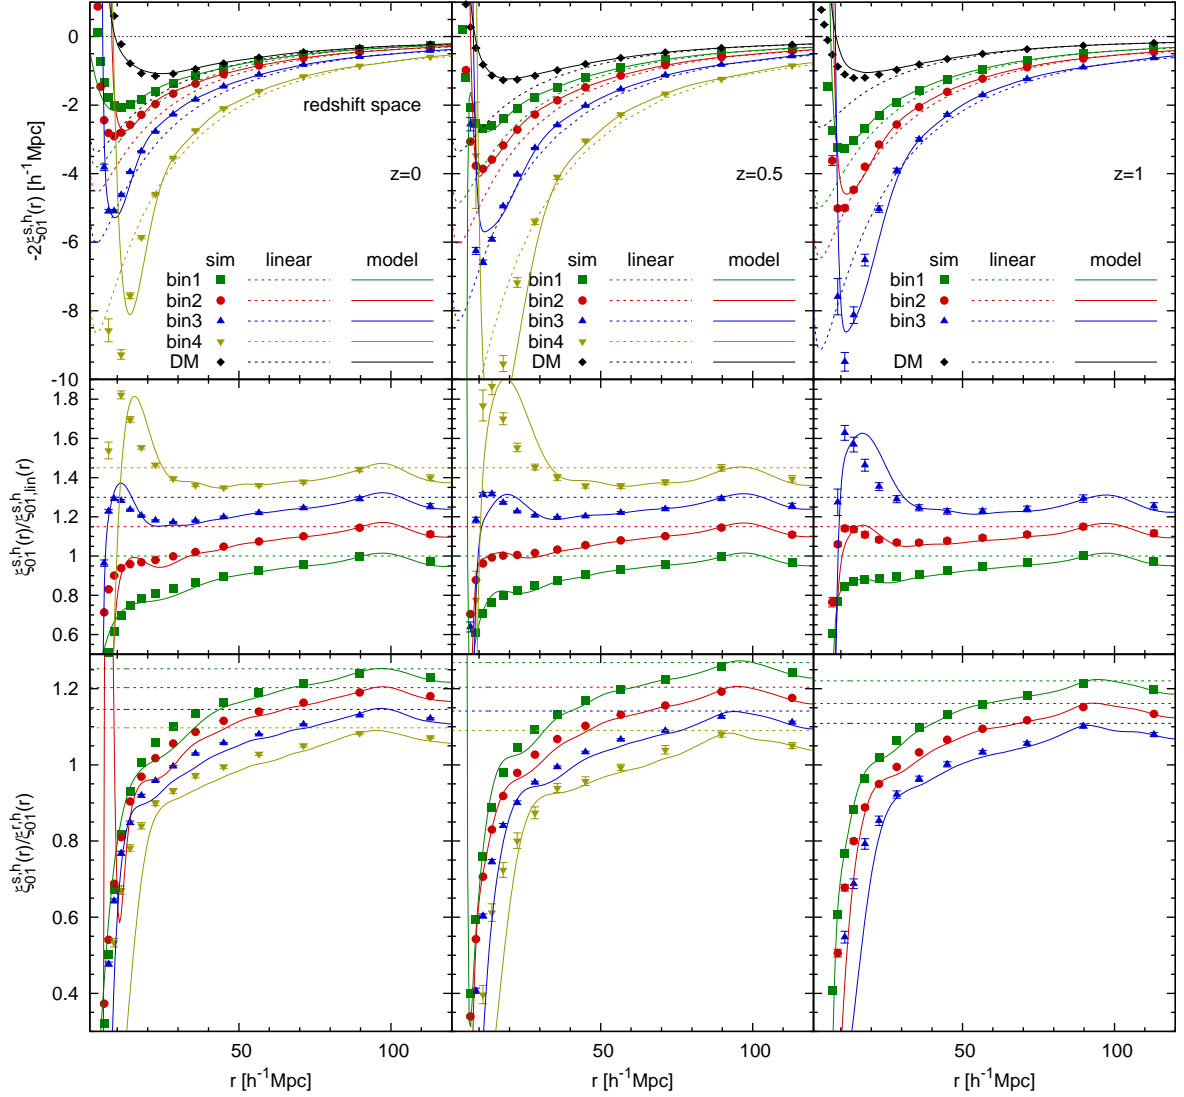 0
-2
-4
-6
-8
-10
-2ξ^{s,h}_{01}(r) [h^{-1}Mpc]
redshift space
z=0
sim linear model
bin1
bin2
bin3
bin4
DM
z=0.5
sim linear model
bin1
bin2
bin3
bin4
DM
z=1
sim linear model
bin1
bin2
bin3
DM
1.8
1.6
1.4
1.2
1
0.8
0.6
ξ^{s,h}_{01}(r)/ξ^{s,h}_{01,lin}(r)
1.2
1
0.8
0.6
0.4
ξ^{s,h}_{01}(r)/ξ^{r,h}_{01}(r)
50 100
50 100
50 100
r [h^{-1}Mpc]
r [h^{-1}Mpc]
r [h^{-1}Mpc]